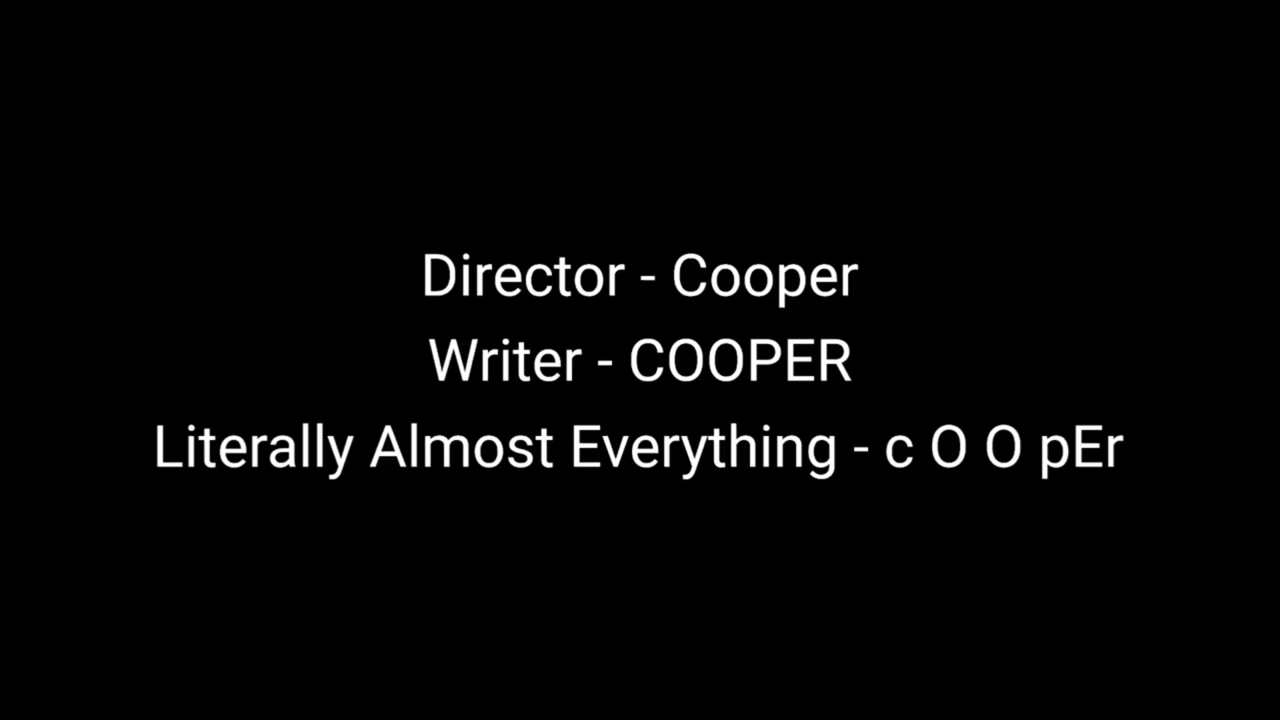 Director - Cooper
Writer - COOPER
Literally Almost Everything - c O O pEr